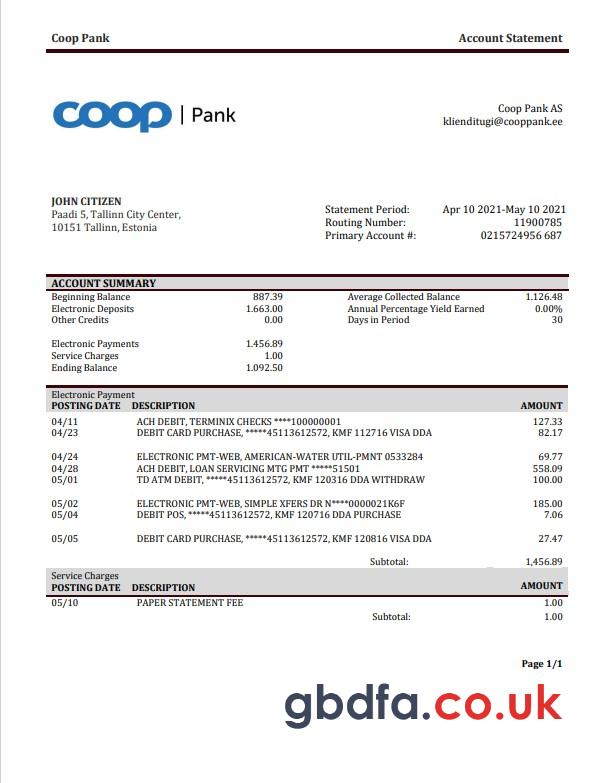 Coop Pank Account Statement
coop | Pank
Coop Pank AS
klienditugi@cooppank.ee
JOHN CITIZEN
Paadi 5, Tallinn City Center,
10151 Tallinn, Estonia
Statement Period: Apr 10 2021-May 10 2021
Routing Number: 11900785
Primary Account #: 0215724956 687
ACCOUNT SUMMARY
Beginning Balance 887.39 Average Collected Balance 1.126.48
Electronic Deposits 1.663.00 Annual Percentage Yield Earned 0.00%
Other Credits 0.00 Days in Period 30
Electronic Payments 1.456.89
Service Charges 1.00
Ending Balance 1.092.50
Electronic Payment
POSTING DATE DESCRIPTION AMOUNT
04/11 ACH DEBIT, TERMINIX CHECKS ****100000001 127.33
04/23 DEBIT CARD PURCHASE, *****45113612572, KMF 112716 VISA DDA 82.17
04/24 ELECTRONIC PMT-WEB, AMERICAN-WATER UTIL-PMNT 0533284 69.77
04/28 ACH DEBIT, LOAN SERVICING MTG PMT *****51501 558.09
05/01 TD ATM DEBIT, *****45113612572, KMF 120316 DDA WITHDRAW 100.00
05/02 ELECTRONIC PMT-WEB, SIMPLE XFERS DR N****0000021K6F 185.00
05/04 DEBIT POS, *****45113612572, KMF 120716 DDA PURCHASE 7.06
05/05 DEBIT CARD PURCHASE, *****45113612572, KMF 120816 VISA DDA 27.47
Subtotal: 1,456.89
Service Charges
POSTING DATE DESCRIPTION AMOUNT
05/10 PAPER STATEMENT FEE 1.00
Subtotal: 1.00
Page 1/1
gbdfa.co.uk